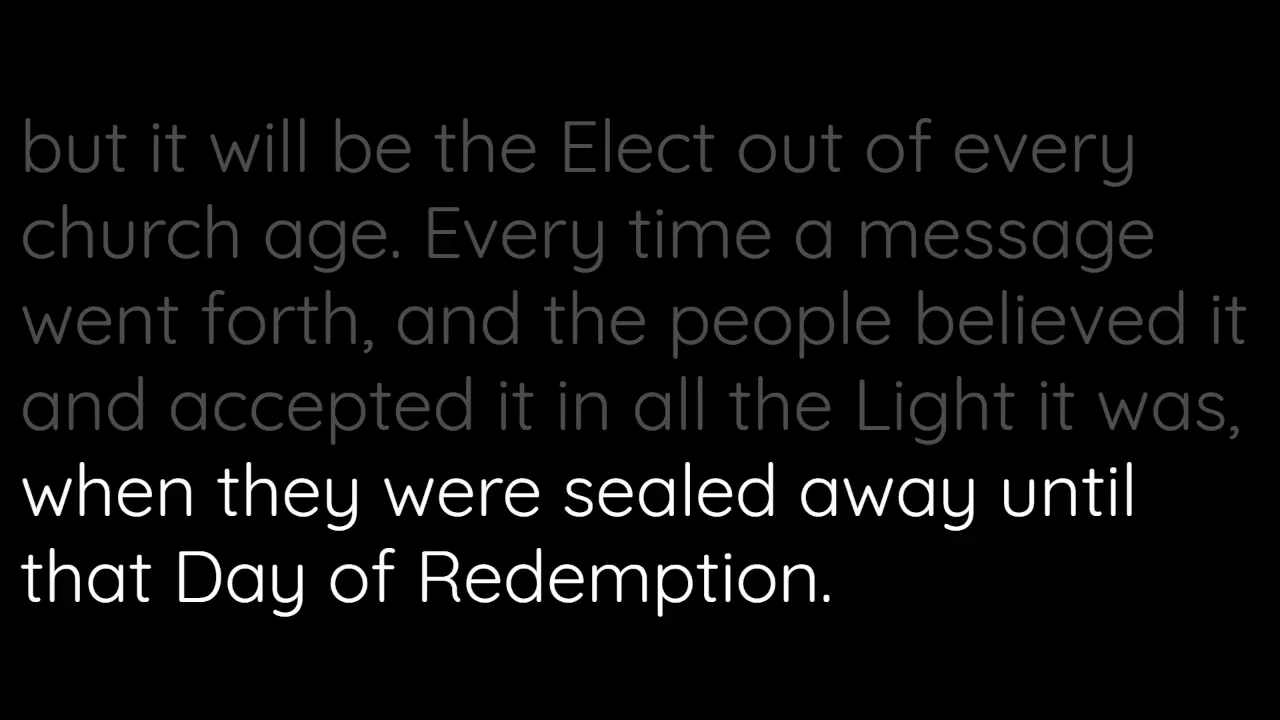 but it will be the Elect out of every
church age. Every time a message
went forth, and the people believed it
and accepted it in all the Light it was,
when they were sealed away until
that Day of Redemption.